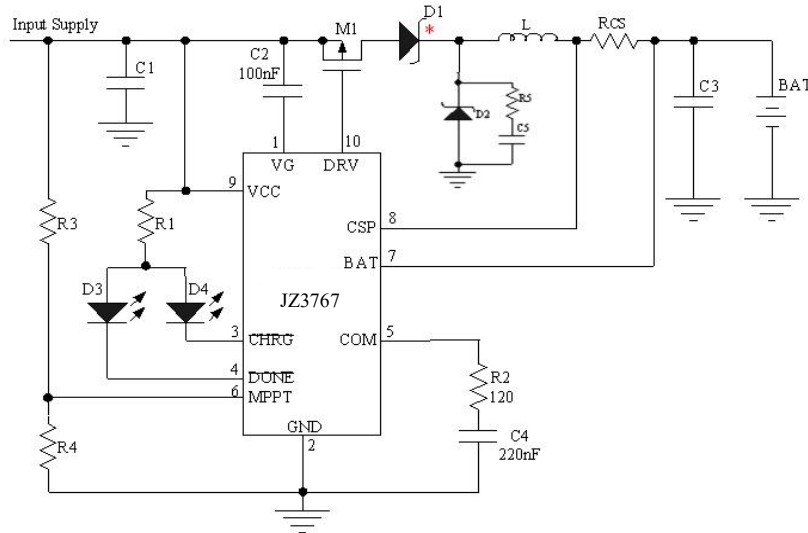 D1
Input Supply
M1
*
L
RCS
C1
C2
100nF
R5
D2
C5
C3
BAT
1
10
VG
DRV
9
VCC
R3
R1
CSP
8
BAT
7
D3
D4
JZ3767
3
CHRG
COM
5
4
DONE
6
MPPT
R2
120
R4
GND
2
C4
220nF